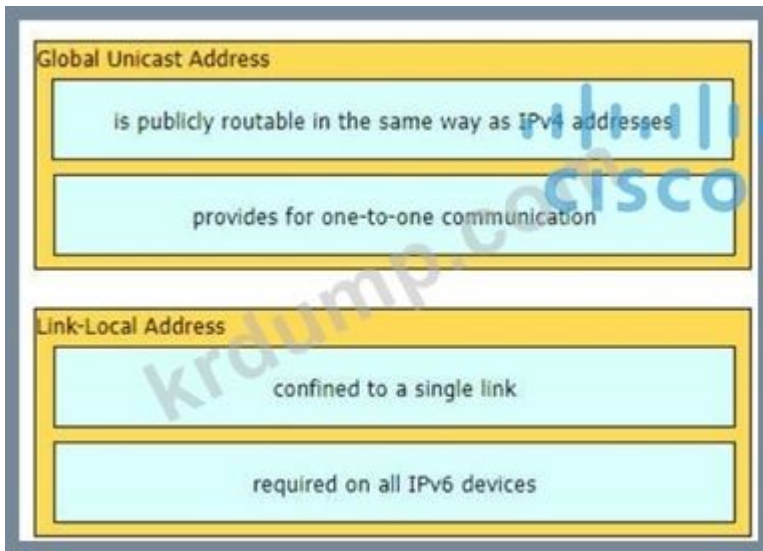 Global Unicast Address
is publicly routable in the same way as IPv4 addresses
CISCO
provides for one-to-one communication
Link-Local Address
confined to a single link
required on all IPv6 devices
krdump.com